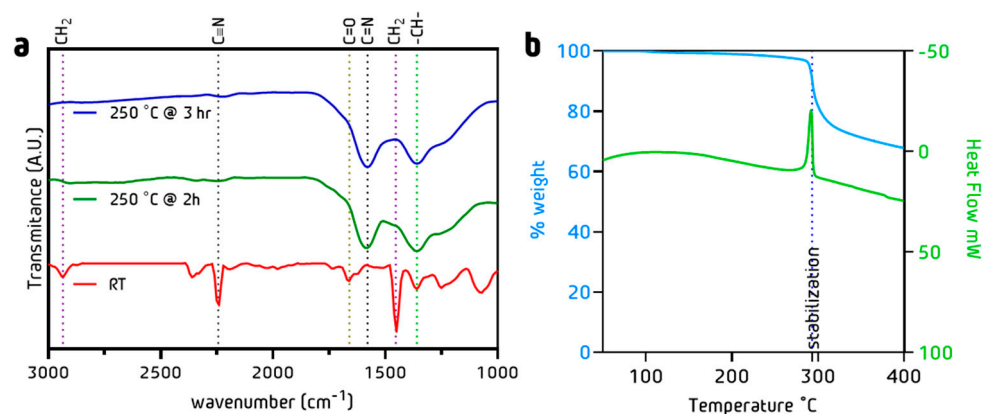 a
CH₂
C≡N
C=O
C=N
CH₂
-CH-
Transmitance (A.U.)
250 °C @ 3 hr
250 °C @ 2h
RT
3000
2500
2000
1500
1000
wavenumber (cm⁻¹)
b
100
80
60
40
20
0
% weight
-50
0
50
100
Heat Flow mW
stabilization
100
200
300
400
Temperature °C